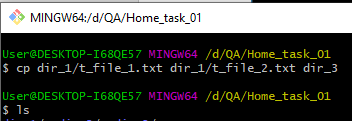 MINGW64:/d/QA/Home_task_01
User@DESKTOP-I68QE57 MINGW64 /d/QA/Home_task_01
$ cp dir_1/t_file_1.txt dir_1/t_file_2.txt dir_3
User@DESKTOP-I68QE57 MINGW64 /d/QA/Home_task_01
$ ls